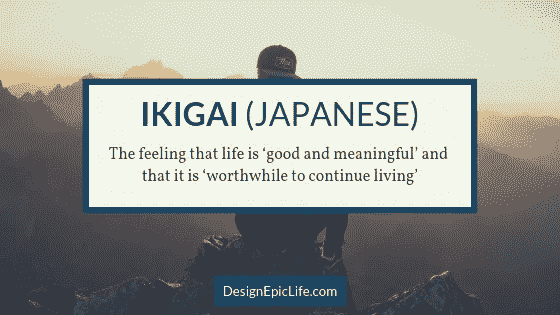 IKIGAI (JAPANESE)
The feeling that life is ‘good and meaningful’ and
that it is ‘worthwhile to continue living’
DesignEpicLife.com